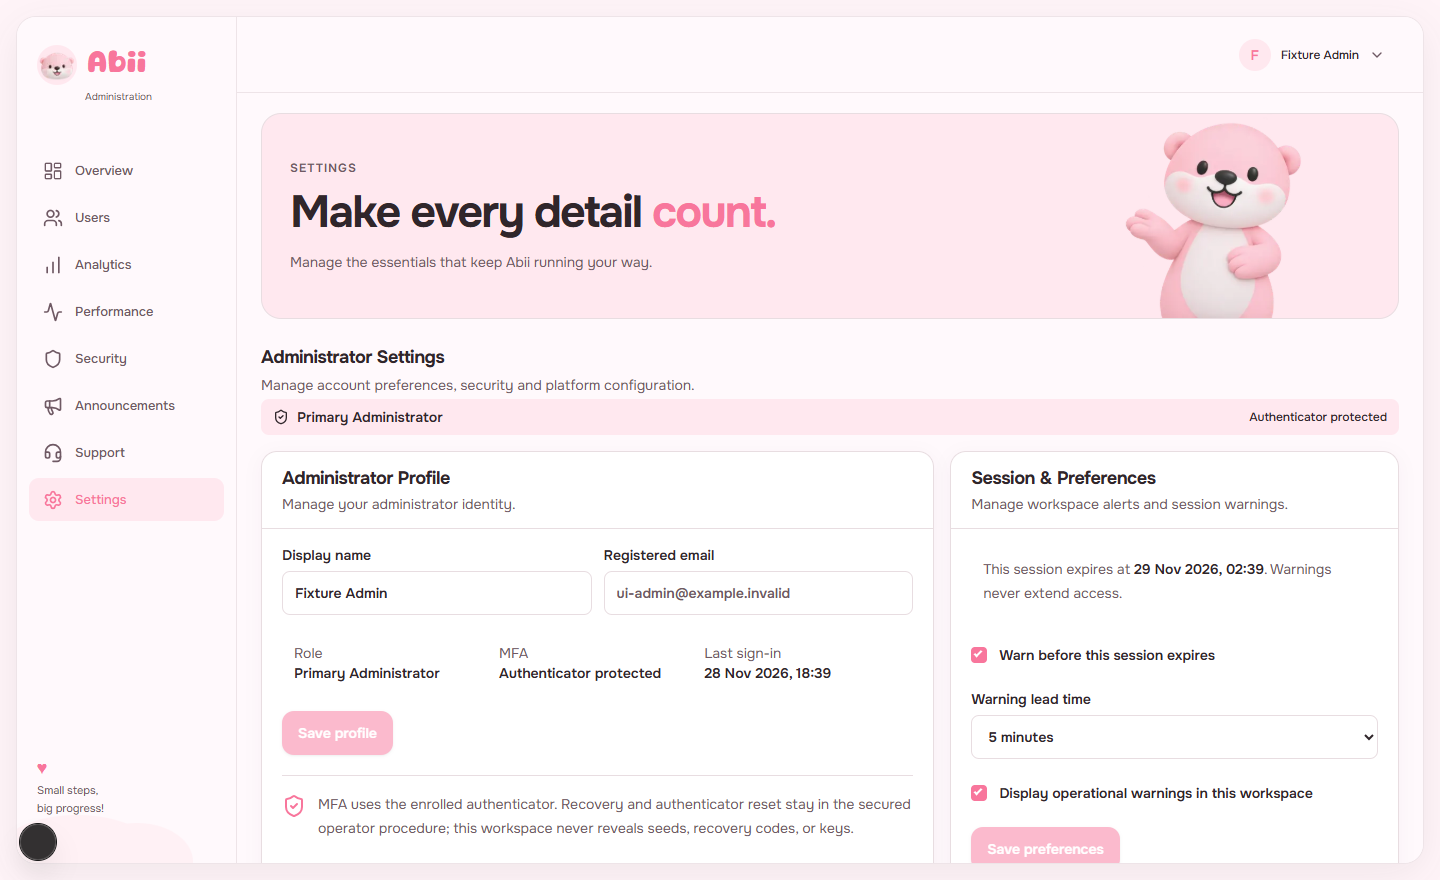 Abii
Administration
Overview
Users
Analytics
Performance
Security
Announcements
Support
Settings
♥
Small steps,
big progress!
F
Fixture Admin
SETTINGS
Make every detail count.
Manage the essentials that keep Abii running your way.
Administrator Settings
Manage account preferences, security and platform configuration.
Primary Administrator
Authenticator protected
Administrator Profile
Manage your administrator identity.
Display name
Registered email
Fixture Admin
ui-admin@example.invalid
Role
MFA
Last sign-in
Primary Administrator
Authenticator protected
28 Nov 2026, 18:39
Save profile
MFA uses the enrolled authenticator. Recovery and authenticator reset stay in the secured
operator procedure; this workspace never reveals seeds, recovery codes, or keys.
Session & Preferences
Manage workspace alerts and session warnings.
This session expires at 29 Nov 2026, 02:39. Warnings
never extend access.
Warn before this session expires
Warning lead time
5 minutes
Display operational warnings in this workspace
Save preferences